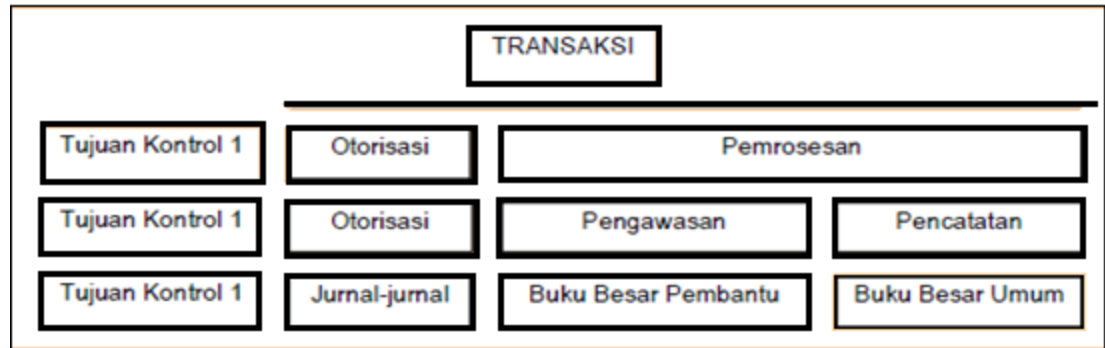 TRANSAKSI
Tujuan Kontrol 1 Otorisasi Pemrosesan
Tujuan Kontrol 1 Otorisasi Pengawasan Pencatatan
Tujuan Kontrol 1 Jurnal-jurnal Buku Besar Pembantu Buku Besar Umum